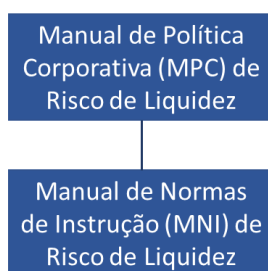 Manual de Política
Corporativa (MPC) de
Risco de Liquidez
Manual de Normas
de Instrução (MNI) de
Risco de Liquidez